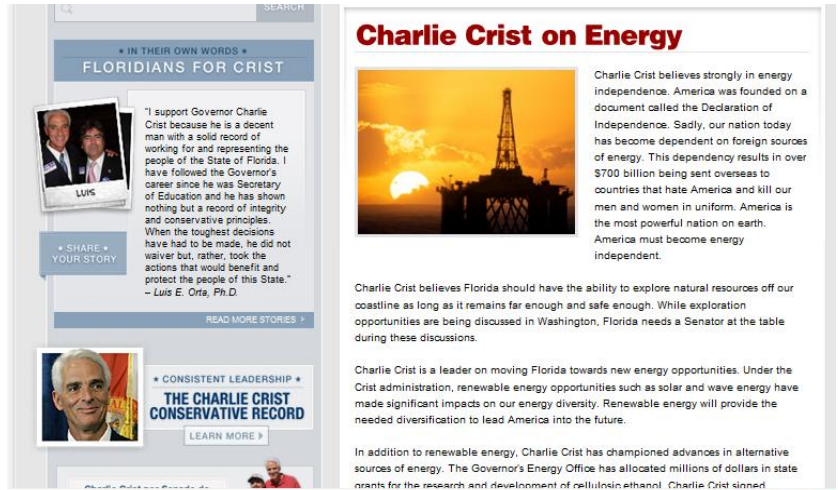 SEARCH
★ IN THEIR OWN WORDS ★
FLORIDIANS FOR CRIST
"I support Governor Charlie
Crist because he is a decent
man with a solid record of
working for and representing the
people of the State of Florida. I
have followed the Governor's
career since he was Secretary
of Education and he has shown
nothing but a record of integrity
and conservative principles.
When the toughest decisions
have had to be made, he did not
waiver but, rather, took the
actions that would benefit and
protect the people of this State."
– Luis E. Orta, Ph.D.
LUIS
★ SHARE ★
YOUR STORY
READ MORE STORIES
★ CONSISTENT LEADERSHIP ★
THE CHARLIE CRIST
CONSERVATIVE RECORD
LEARN MORE
Charlie Crist por Senado de
Charlie Crist on Energy
Charlie Crist believes strongly in energy
independence. America was founded on a
document called the Declaration of
Independence. Sadly, our nation today
has become dependent on foreign sources
of energy. This dependency results in over
$700 billion being sent overseas to
countries that hate America and kill our
men and women in uniform. America is
the most powerful nation on earth.
America must become energy
independent.
Charlie Crist believes Florida should have the ability to explore natural resources off our
coastline as long as it remains far enough and safe enough. While exploration
opportunities are being discussed in Washington, Florida needs a Senator at the table
during these discussions.
Charlie Crist is a leader on moving Florida towards new energy opportunities. Under the
Crist administration, renewable energy opportunities such as solar and wave energy have
made significant impacts on our energy diversity. Renewable energy will provide the
needed diversification to lead America into the future.
In addition to renewable energy, Charlie Crist has championed advances in alternative
sources of energy. The Governor's Energy Office has allocated millions of dollars in state
grants for the research and development of cellulosic ethanol. Charlie Crist signed